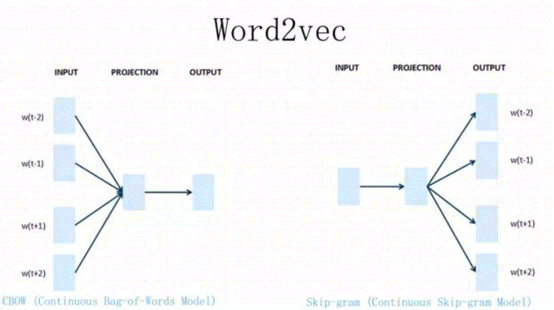 Word2vec
INPUT PROJECTION OUTPUT
w(t-2)
w(t-1)
w(t+1)
w(t+2)
CBOW (Continuous Bag-of-Words Model)
INPUT PROJECTION OUTPUT
w(t-2)
w(t-1)
w(t+1)
w(t+2)
Skip-gram (Continuous Skip-gram Model)